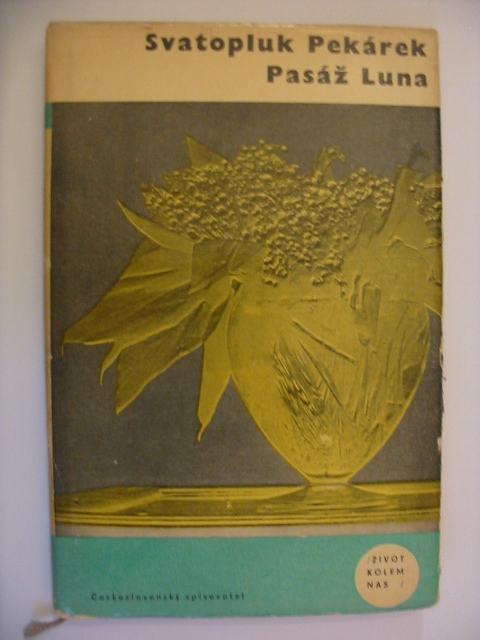 Svatopluk Pekárek
Pasáž Luna
Československý spisovatel
/ŽIVOT
KOLEM
NÁS /